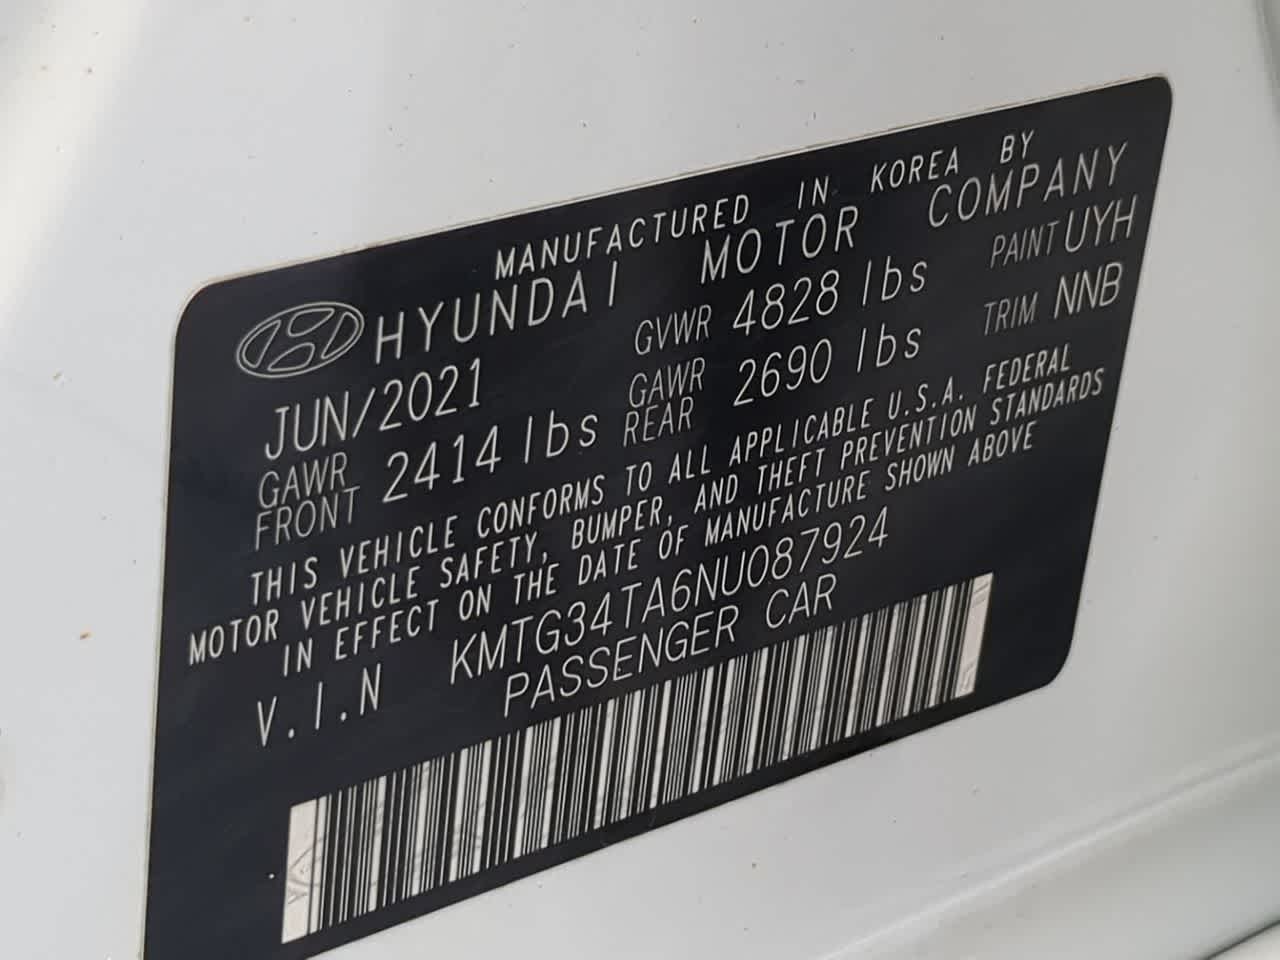 MANUFACTURED IN KOREA BY
HYUNDAI MOTOR COMPANY
JUN/2021 GVWR 4828 lbs PAINT UYH
GAWR FRONT 2414 lbs GAWR REAR 2690 lbs TRIM NNB
THIS VEHICLE CONFORMS TO ALL APPLICABLE U.S.A. FEDERAL
MOTOR VEHICLE SAFETY, BUMPER, AND THEFT PREVENTION STANDARDS
IN EFFECT ON THE DATE OF MANUFACTURE SHOWN ABOVE
V.I.N KMTG34TA6NU087924
PASSENGER CAR